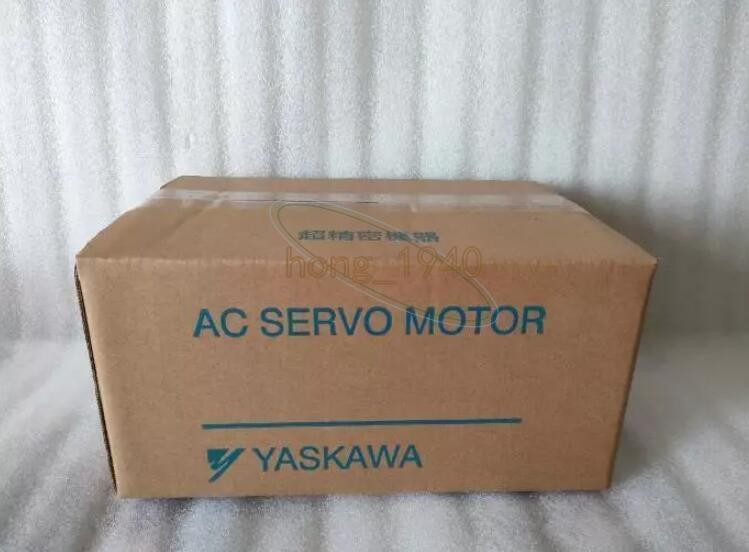 超精密機器
hong_1940
AC SERVO MOTOR
YASKAWA